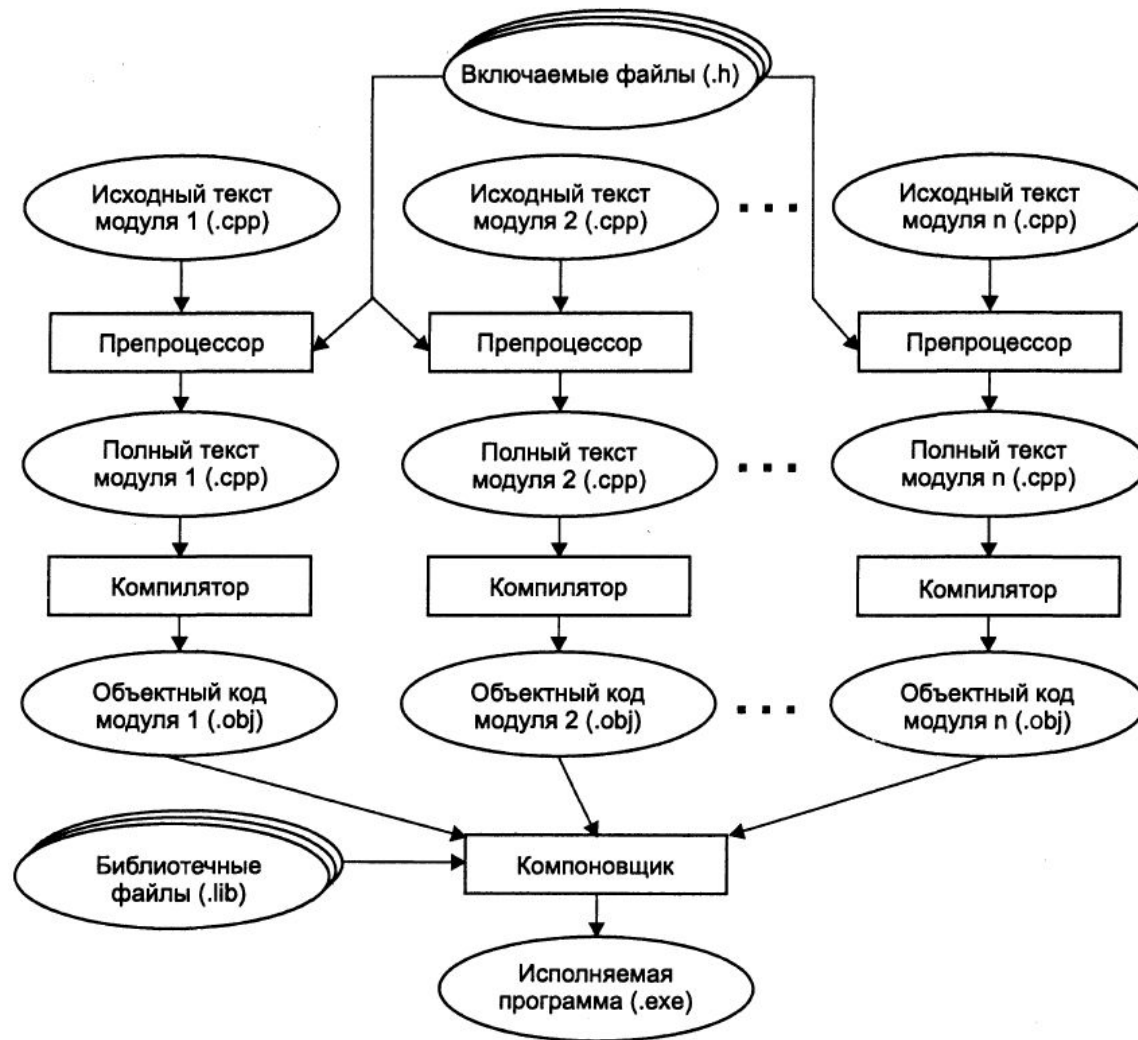 Включаемые файлы (.h)
Исходный текст
модуля 1 (.cpp)
Исходный текст
модуля 2 (.cpp)
Исходный текст
модуля n (.cpp)
Препроцессор
Препроцессор
Препроцессор
Полный текст
модуля 1 (.cpp)
Полный текст
модуля 2 (.cpp)
Полный текст
модуля n (.cpp)
Компилятор
Компилятор
Компилятор
Объектный код
модуля 1 (.obj)
Объектный код
модуля 2 (.obj)
Объектный код
модуля n (.obj)
Библиотечные
файлы (.lib)
Компоновщик
Исполняемая
программа (.exe)